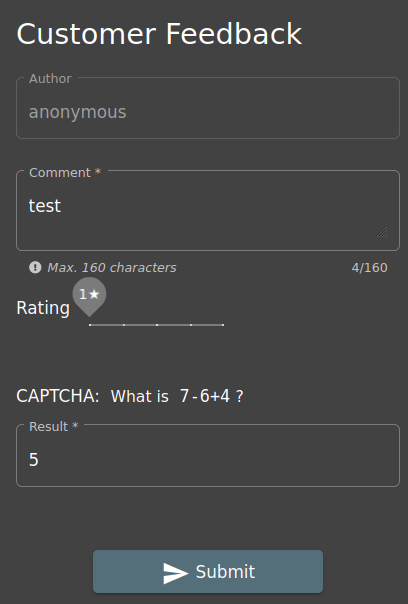 Customer Feedback
Author
anonymous
Comment *
test
Max. 160 characters 4/160
1★
Rating
CAPTCHA: What is 7-6+4 ?
Result *
5
Submit